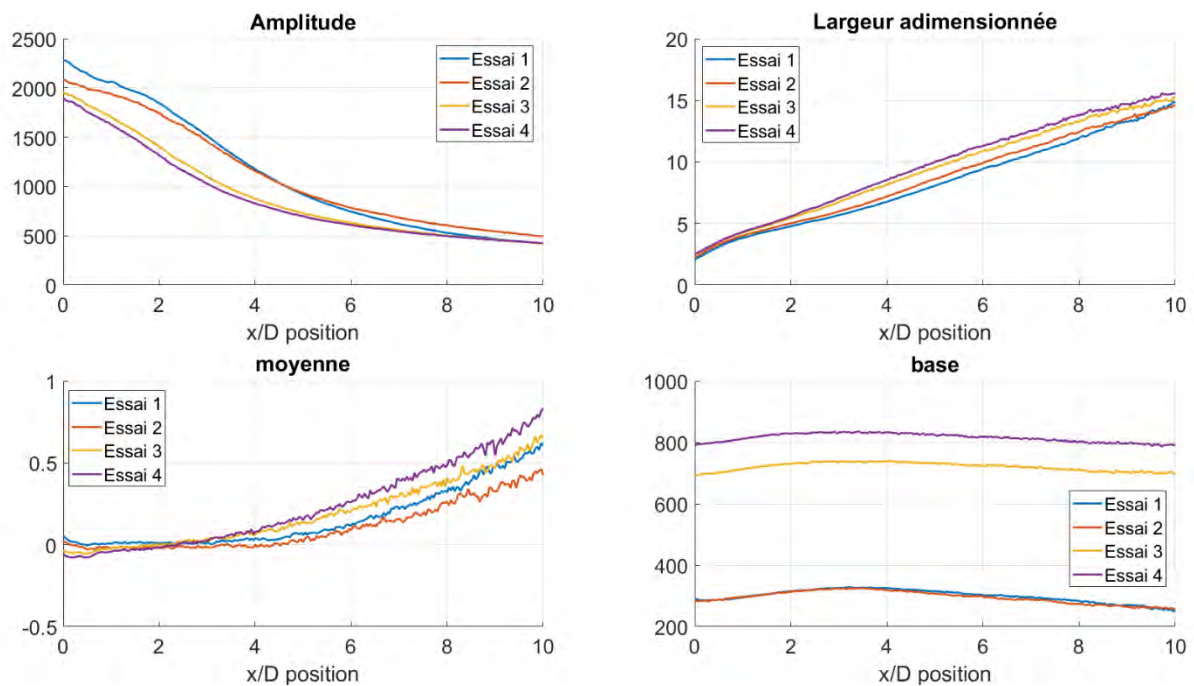 Amplitude
2500
2000
1500
1000
500
0
Essai 1
Essai 2
Essai 3
Essai 4
0 2 4 6 8 10
x/D position
Largeur adimensionnée
20
15
10
5
0
Essai 1
Essai 2
Essai 3
Essai 4
0 2 4 6 8 10
x/D position
moyenne
1
0.5
0
-0.5
Essai 1
Essai 2
Essai 3
Essai 4
0 2 4 6 8 10
x/D position
base
1000
800
600
400
200
Essai 1
Essai 2
Essai 3
Essai 4
0 2 4 6 8 10
x/D position